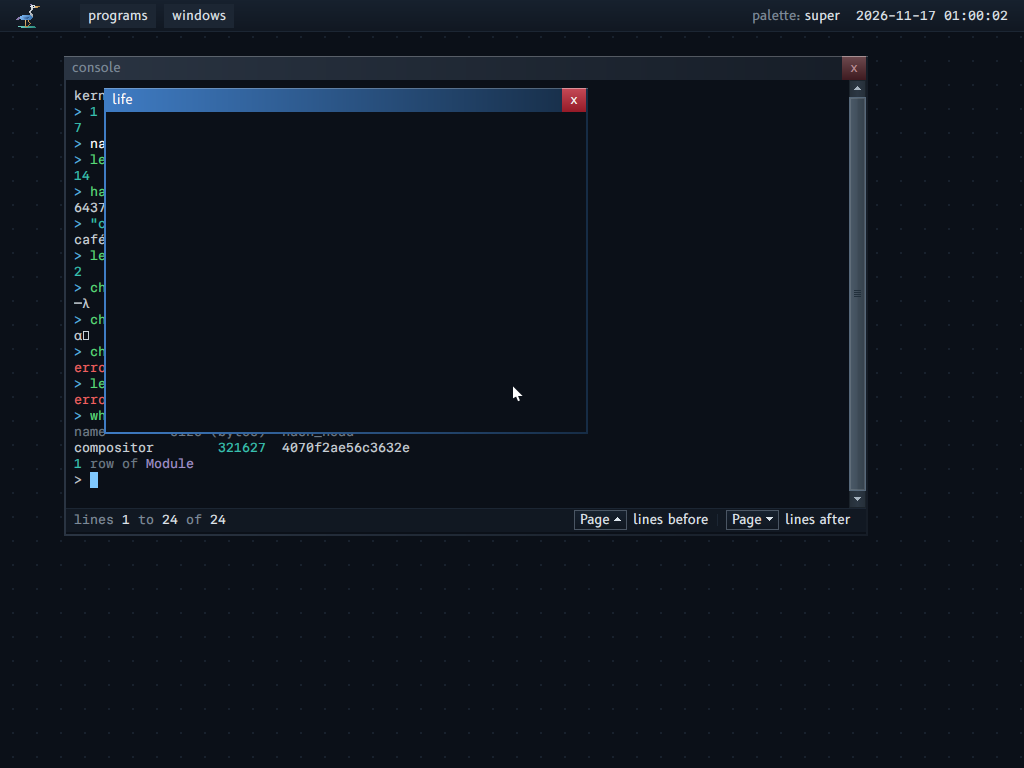 programs windows palette: super 2026-11-17 01:00:02
console x
life x
kern
> 1
7
> na
> le
14
> ha
6437
> "c
café
> le
2
> ch
─λ
> ch
α▯
> ch
erro
> le
erro
> wh
name
compositor 321627 4070f2ae56c3632e
1 row of Module
>
lines 1 to 24 of 24 Page lines before Page lines after